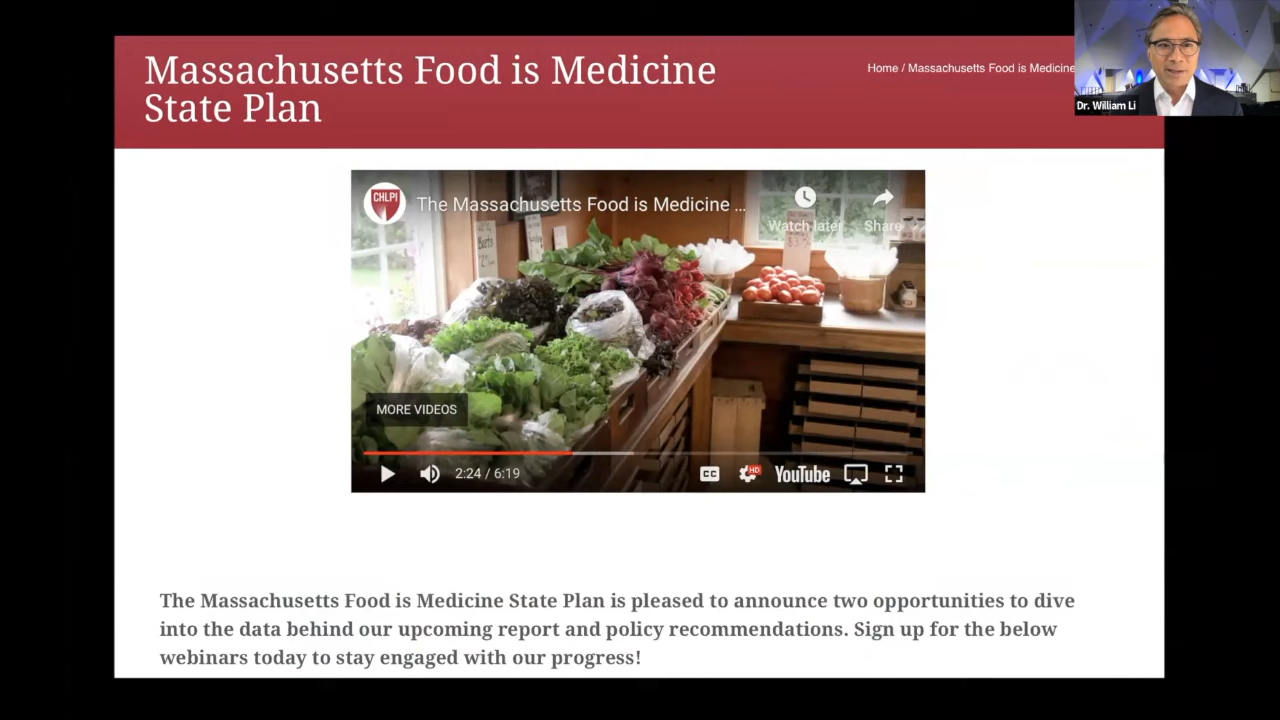 Massachusetts Food is Medicine
State Plan
Home / Massachusetts Food is Medicine
Dr. William Li
CHLPI
The Massachusetts Food is Medicine ...
Watch later
Share
Beets
MORE VIDEOS
2:24 / 6:19
CC
HD
YouTube
The Massachusetts Food is Medicine State Plan is pleased to announce two opportunities to dive
into the data behind our upcoming report and policy recommendations. Sign up for the below
webinars today to stay engaged with our progress!